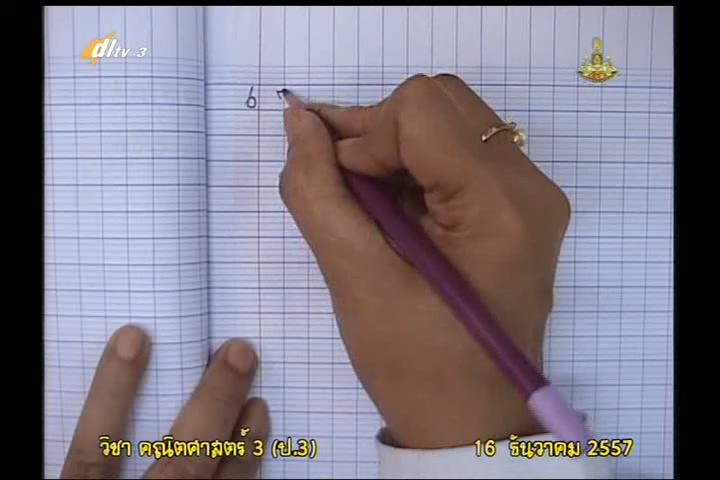 dltv 3
6
วิชา คณิตศาสตร์ 3 (ป.3)
16 ธันวาคม 2557